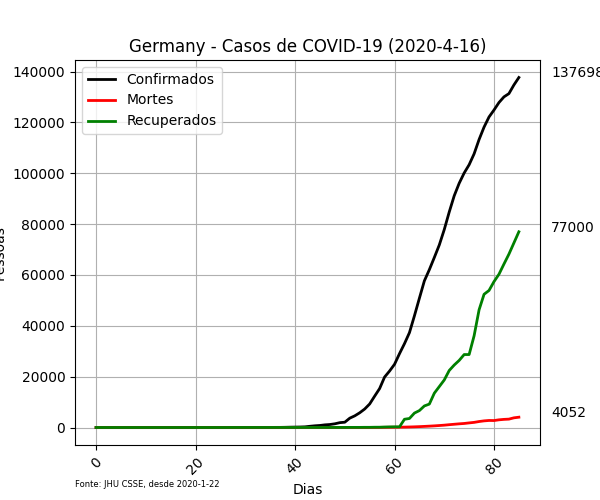 Germany - Casos de COVID-19 (2020-4-16)
Confirmados
Mortes
Recuperados
140000
120000
100000
80000
60000
40000
20000
0
137698
77000
4052
0
20
40
60
80
Dias
Fonte: JHU CSSE, desde 2020-1-22